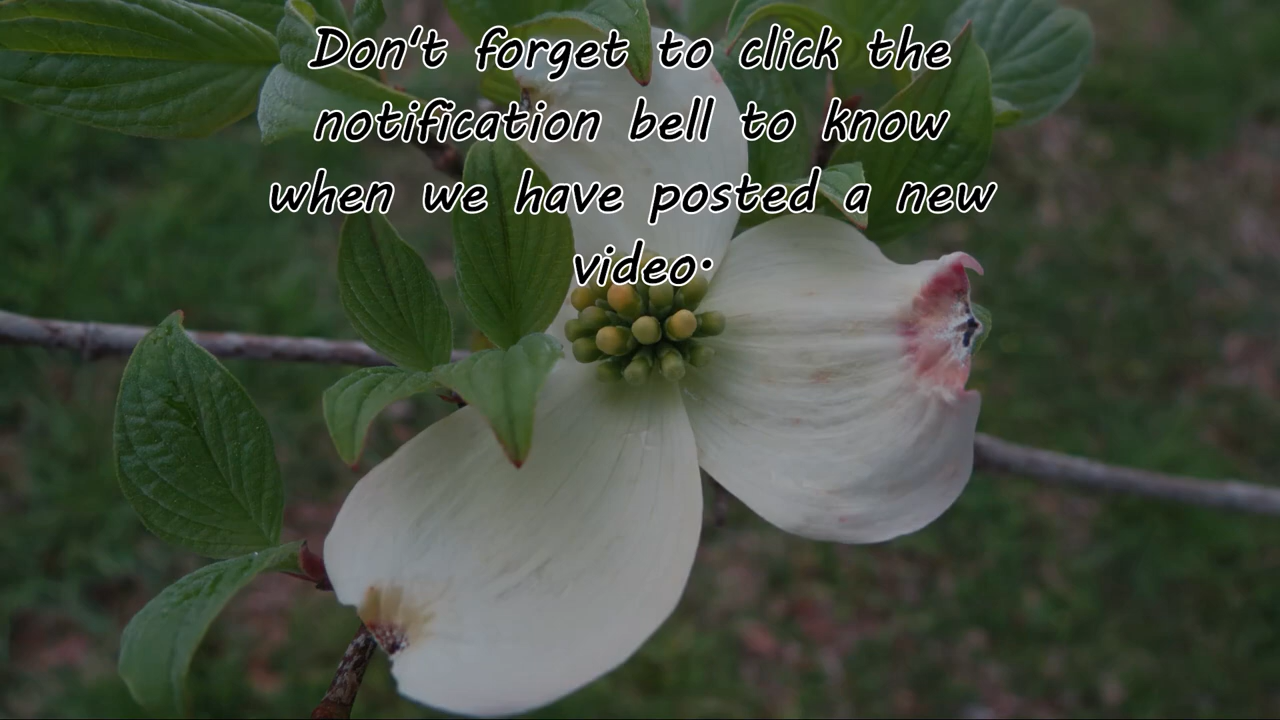 Don't forget to click the
notification bell to know
when we have posted a new
video.